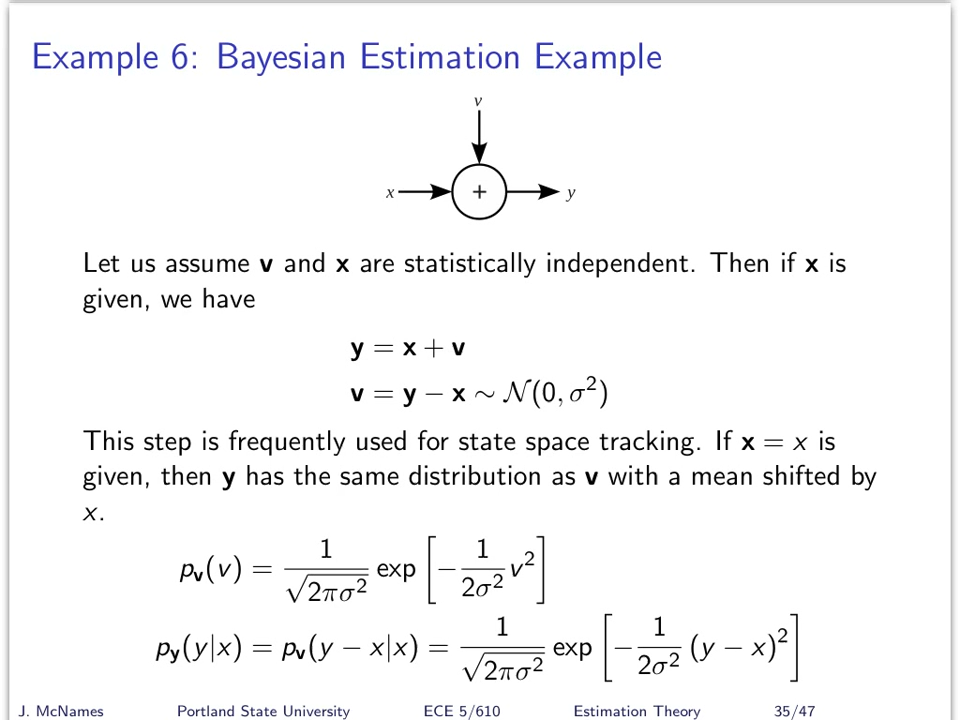 Example 6: Bayesian Estimation Example
v
x + y
Let us assume v and x are statistically independent. Then if x is
given, we have
y = x + v
v = y − x ∼ N(0, σ²)
This step is frequently used for state space tracking. If x = x is
given, then y has the same distribution as v with a mean shifted by
x.
p_v(v) = 1/√(2πσ²) exp [−1/(2σ²) v²]
p_y(y|x) = p_v(y − x|x) = 1/√(2πσ²) exp [−1/(2σ²) (y − x)²]
J. McNames Portland State University ECE 5/610 Estimation Theory 35/47